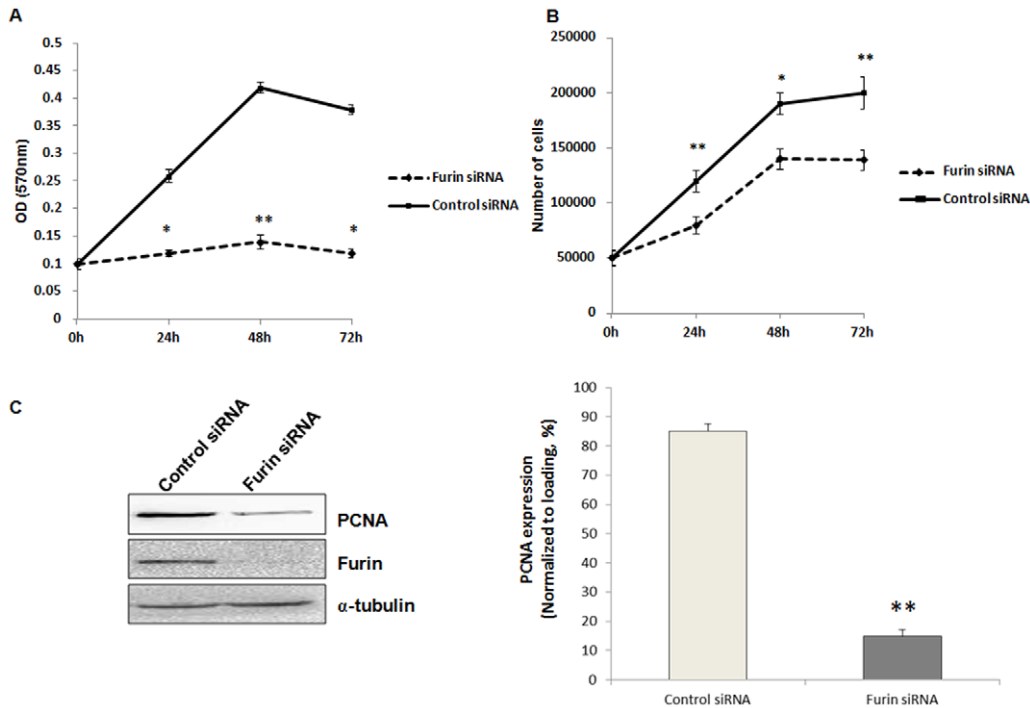 A
0.5
0.45
0.4
0.35
0.3
0.25
0.2
0.15
0.1
0.05
0
OD (570nm)
* ** *
0h 24h 48h 72h
Furin siRNA
Control siRNA
B
250000
200000
150000
100000
50000
0
Number of cells
** * **
0h 24h 48h 72h
Furin siRNA
Control siRNA
C
Control siRNA
Furin siRNA
PCNA
Furin
α-tubulin
100
90
80
70
60
50
40
30
20
10
0
PCNA expression
(Normalized to loading, %)
**
Control siRNA Furin siRNA